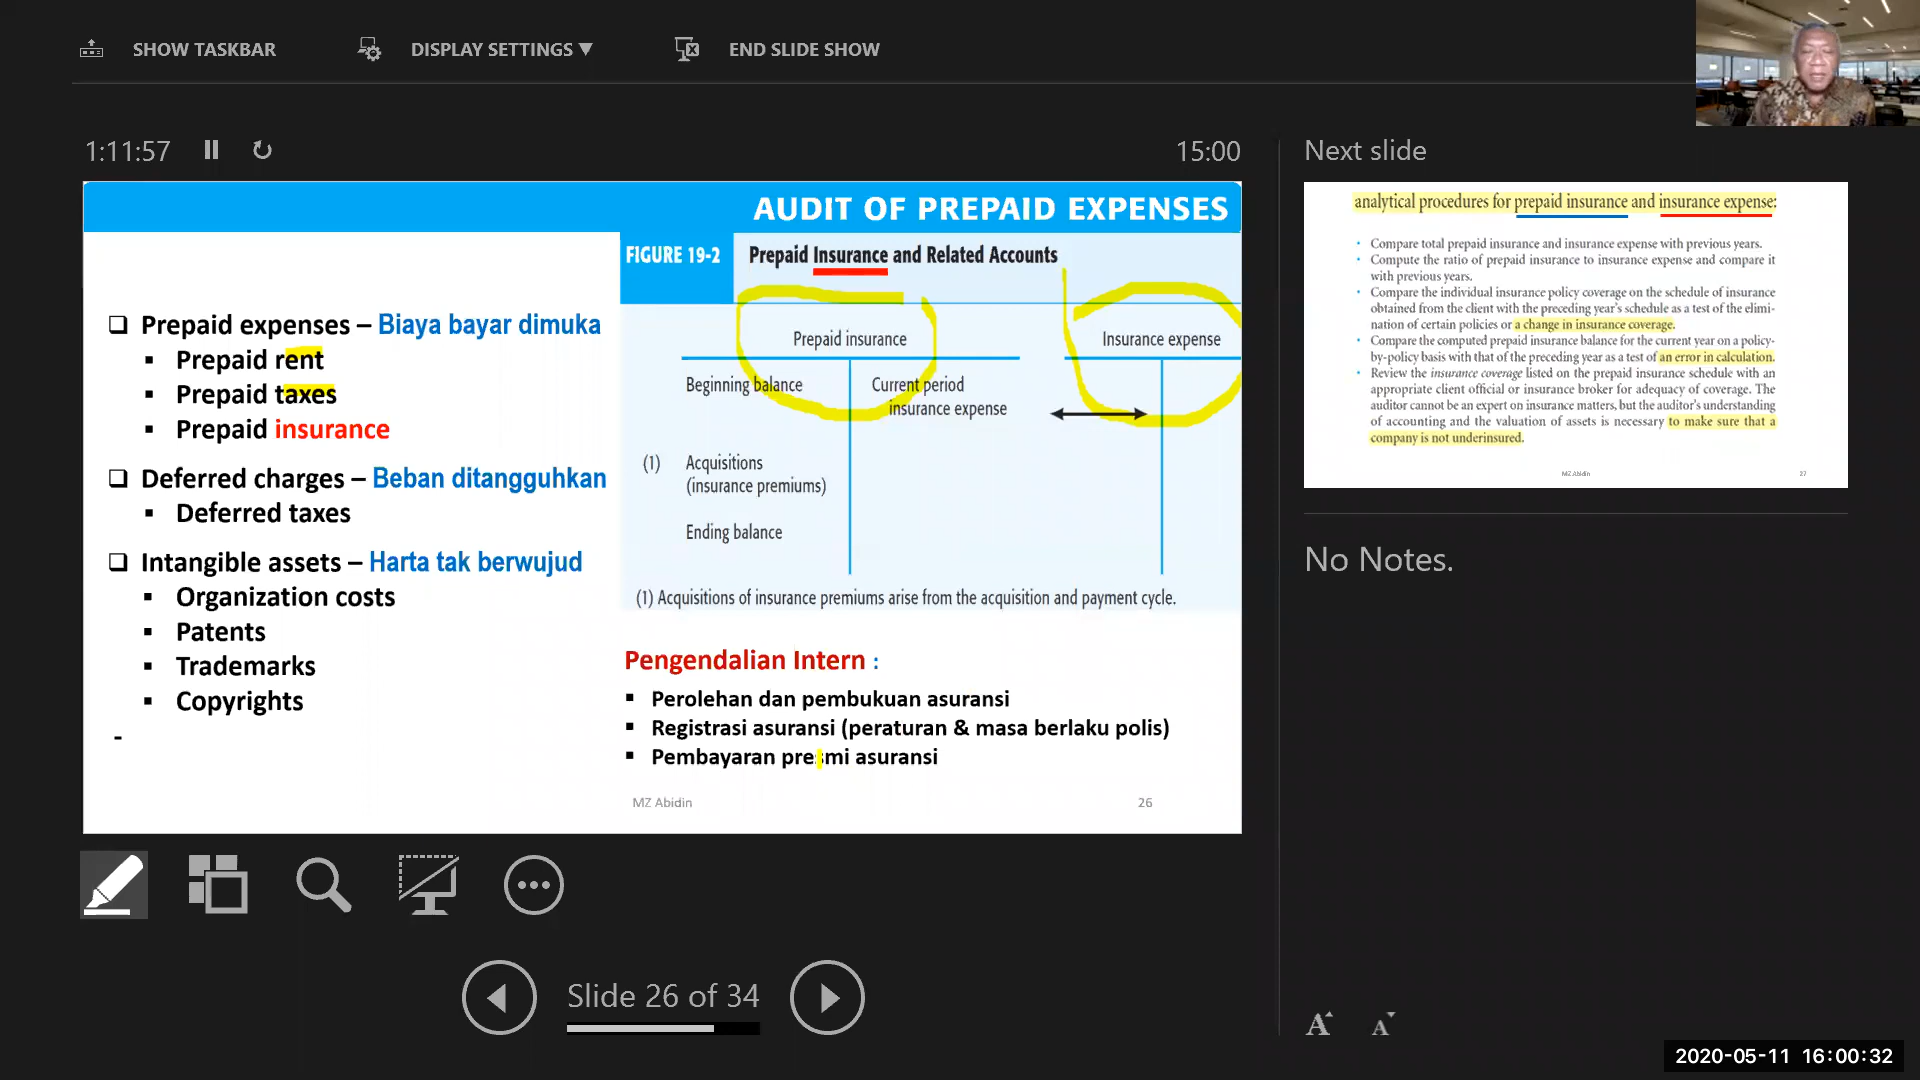 SHOW TASKBAR
DISPLAY SETTINGS ▼
END SLIDE SHOW
1:11:57
15:00
AUDIT OF PREPAID EXPENSES
❑ Prepaid expenses – Biaya bayar dimuka
▪ Prepaid rent
▪ Prepaid taxes
▪ Prepaid insurance
❑ Deferred charges – Beban ditangguhkan
▪ Deferred taxes
❑ Intangible assets – Harta tak berwujud
▪ Organization costs
▪ Patents
▪ Trademarks
▪ Copyrights
-
FIGURE 19-2
Prepaid Insurance and Related Accounts
Prepaid insurance
Insurance expense
Beginning balance
Current period
insurance expense
(1) Acquisitions
(insurance premiums)
Ending balance
(1) Acquisitions of insurance premiums arise from the acquisition and payment cycle.
Pengendalian Intern :
▪ Perolehan dan pembukuan asuransi
▪ Registrasi asuransi (peraturan & masa berlaku polis)
▪ Pembayaran presmi asuransi
MZ Abidin
26
Slide 26 of 34
Next slide
analytical procedures for prepaid insurance and insurance expense:
• Compare total prepaid insurance and insurance expense with previous years.
• Compute the ratio of prepaid insurance to insurance expense and compare it
with previous years.
• Compare the individual insurance policy coverage on the schedule of insurance
obtained from the client with the preceding year's schedule as a test of the elimi-
nation of certain policies or a change in insurance coverage.
• Compare the computed prepaid insurance balance for the current year on a policy-
by-policy basis with that of the preceding year as a test of an error in calculation.
• Review the insurance coverage listed on the prepaid insurance schedule with an
appropriate client official or insurance broker for adequacy of coverage. The
auditor cannot be an expert on insurance matters, but the auditor's understanding
of accounting and the valuation of assets is necessary to make sure that a
company is not underinsured.
MZ Abidin
27
No Notes.
A A
2020-05-11 16:00:32